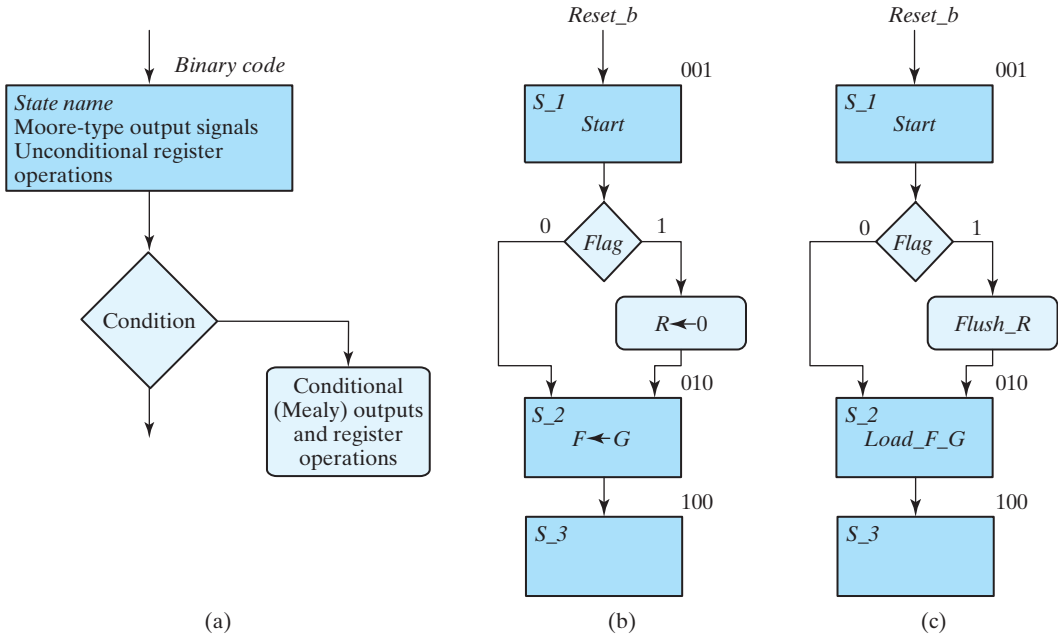 Binary code
State name
Moore-type output signals
Unconditional register
operations
Condition
Conditional
(Mealy) outputs
and register
operations
(a)
Reset_b
001
S_1
Start
Flag
0
1
R←0
010
S_2
F←G
100
S_3
(b)
Reset_b
001
S_1
Start
Flag
0
1
Flush_R
010
S_2
Load_F_G
100
S_3
(c)